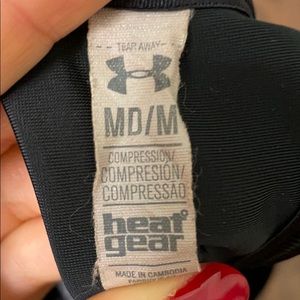 -- TEAR AWAY --
MD/M
COMPRESSION/
COMPRESIÓN/
COMPRESSÃO
heat
gear
MADE IN CAMBODIA